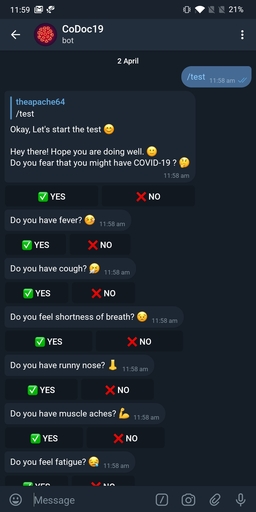 11:59
21%
CoDoc19
bot
2 April
/test 11:58 am
theapache64
/test
Okay, Let's start the test 😊
Hey there! Hope you are doing well. 🙂
Do you fear that you might have COVID-19 ? 🤔
11:58 am
✅ YES ❌ NO
Do you have fever? 🤒 11:58 am
✅ YES ❌ NO
Do you have cough? 🤧 11:58 am
✅ YES ❌ NO
Do you feel shortness of breath? 😟 11:58 am
✅ YES ❌ NO
Do you have runny nose? 👃 11:58 am
✅ YES ❌ NO
Do you have muscle aches? 💪 11:58 am
✅ YES ❌ NO
Do you feel fatigue? 😪 11:58 am
✅ YES ❌ NO
Message